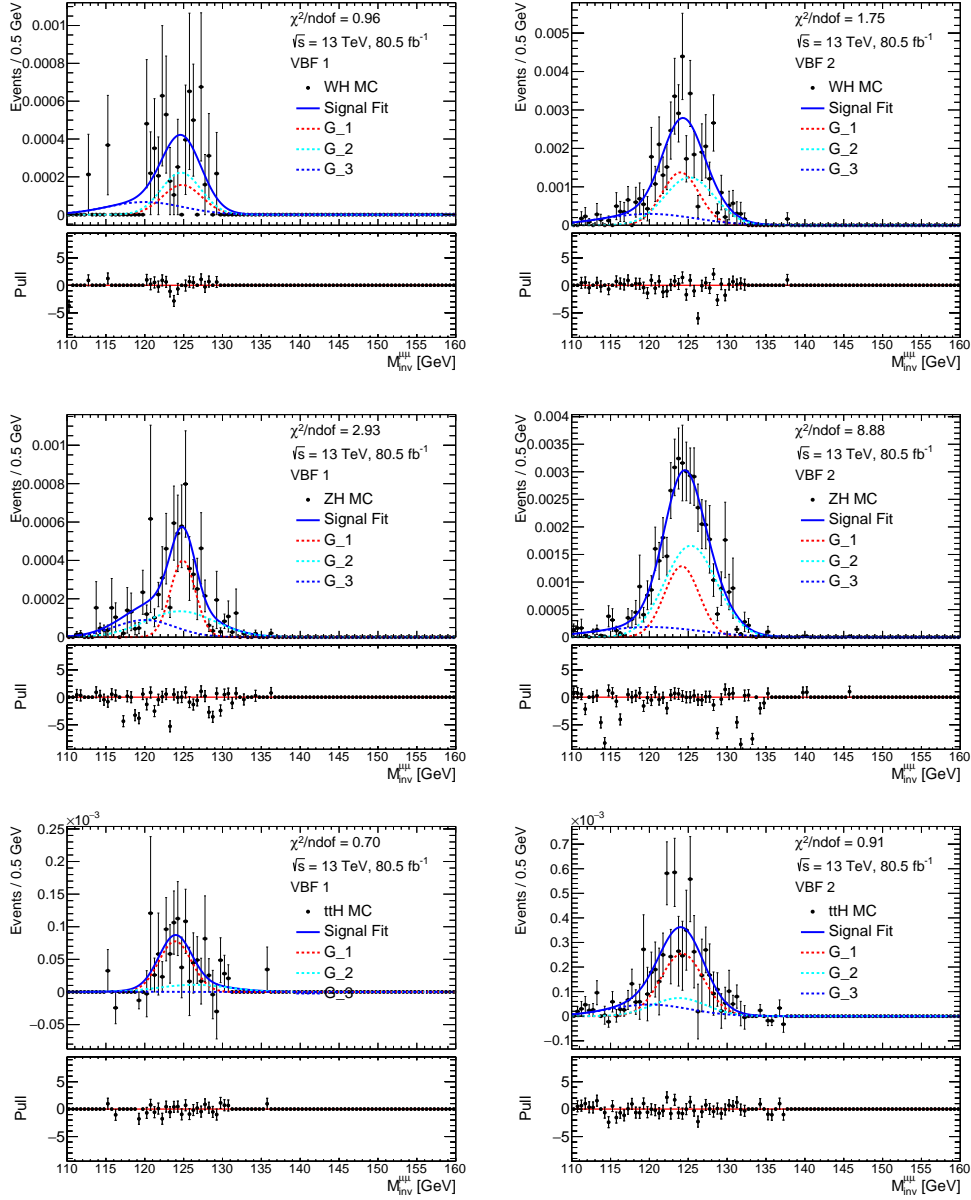 χ²/ndof = 0.96
√s = 13 TeV, 80.5 fb⁻¹
VBF 1
WH MC
Signal Fit
G_1
G_2
G_3
Events / 0.5 GeV
0.001
0.0008
0.0006
0.0004
0.0002
0
Pull
5
0
−5
110 115 120 125 130 135 140 145 150 155 160
M_inv^μμ [GeV]
χ²/ndof = 1.75
√s = 13 TeV, 80.5 fb⁻¹
VBF 2
WH MC
Signal Fit
G_1
G_2
G_3
Events / 0.5 GeV
0.005
0.004
0.003
0.002
0.001
0
Pull
5
0
−5
110 115 120 125 130 135 140 145 150 155 160
M_inv^μμ [GeV]
χ²/ndof = 2.93
√s = 13 TeV, 80.5 fb⁻¹
VBF 1
ZH MC
Signal Fit
G_1
G_2
G_3
Events / 0.5 GeV
0.001
0.0008
0.0006
0.0004
0.0002
0
Pull
5
0
−5
110 115 120 125 130 135 140 145 150 155 160
M_inv^μμ [GeV]
χ²/ndof = 8.88
√s = 13 TeV, 80.5 fb⁻¹
VBF 2
ZH MC
Signal Fit
G_1
G_2
G_3
Events / 0.5 GeV
0.004
0.0035
0.003
0.0025
0.002
0.0015
0.001
0.0005
0
Pull
5
0
−5
110 115 120 125 130 135 140 145 150 155 160
M_inv^μμ [GeV]
×10⁻³
χ²/ndof = 0.70
√s = 13 TeV, 80.5 fb⁻¹
VBF 1
ttH MC
Signal Fit
G_1
G_2
G_3
Events / 0.5 GeV
0.25
0.2
0.15
0.1
0.05
0
−0.05
Pull
5
0
−5
110 115 120 125 130 135 140 145 150 155 160
M_inv^μμ [GeV]
×10⁻³
χ²/ndof = 0.91
√s = 13 TeV, 80.5 fb⁻¹
VBF 2
ttH MC
Signal Fit
G_1
G_2
G_3
Events / 0.5 GeV
0.7
0.6
0.5
0.4
0.3
0.2
0.1
0
−0.1
Pull
5
0
−5
110 115 120 125 130 135 140 145 150 155 160
M_inv^μμ [GeV]